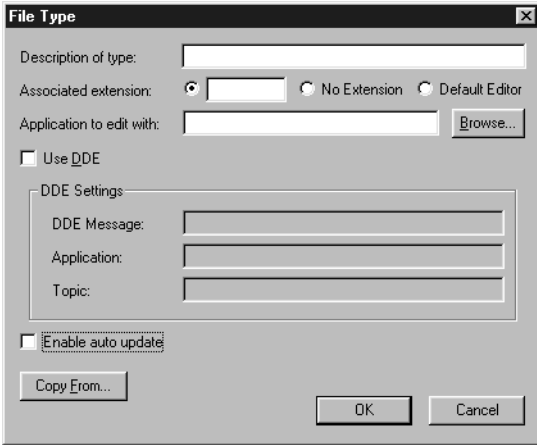 File Type
Description of type:
Associated extension: No Extension Default Editor
Application to edit with: Browse...
Use DDE
DDE Settings
DDE Message:
Application:
Topic:
Enable auto update
Copy From...
OK Cancel